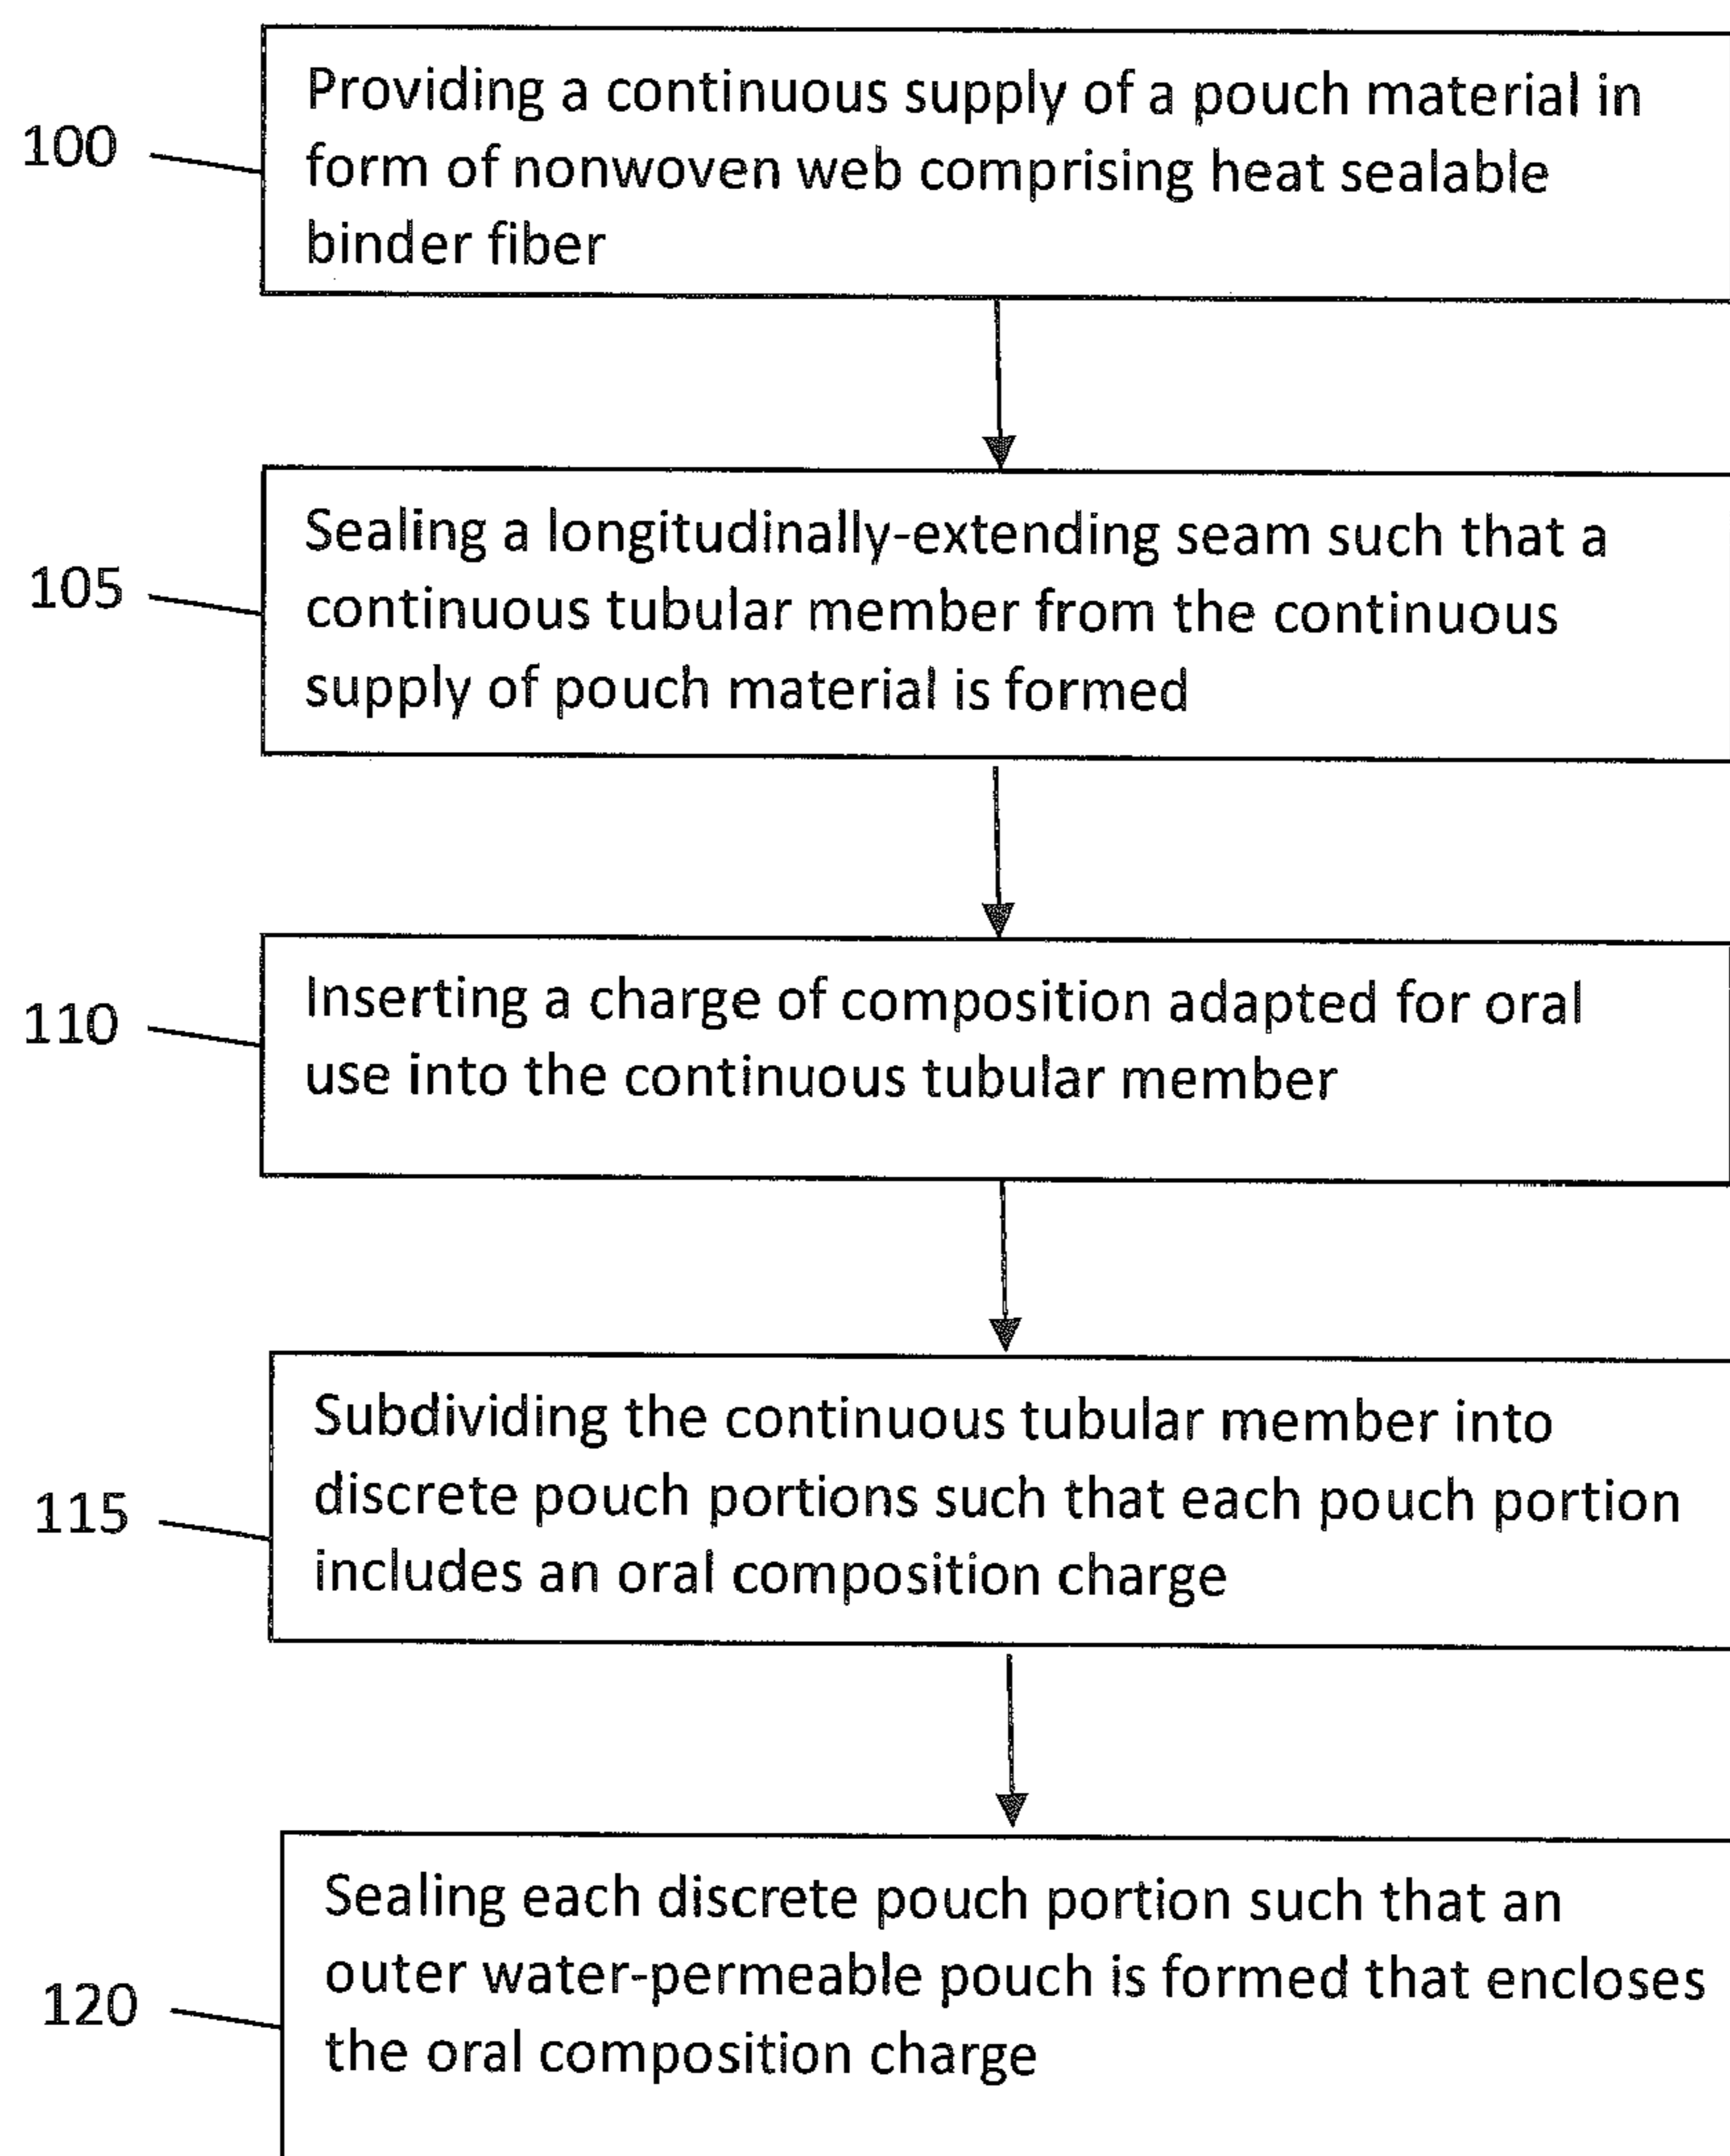 Providing a continuous supply of a pouch material in
100
form of nonwoven web comprising heat sealable
binder fiber
Sealing a longitudinally-extending seam such that a
105
continuous tubular member from the continuous
supply of pouch material is formed
Inserting a charge of composition adapted for oral
110
use into the continuous tubular member
Subdividing the continuous tubular member into
115
discrete pouch portions such that each pouch portion
includes an oral composition charge
Sealing each discrete pouch portion such that an
120
outer water-permeable pouch is formed that encloses
the oral composition charge